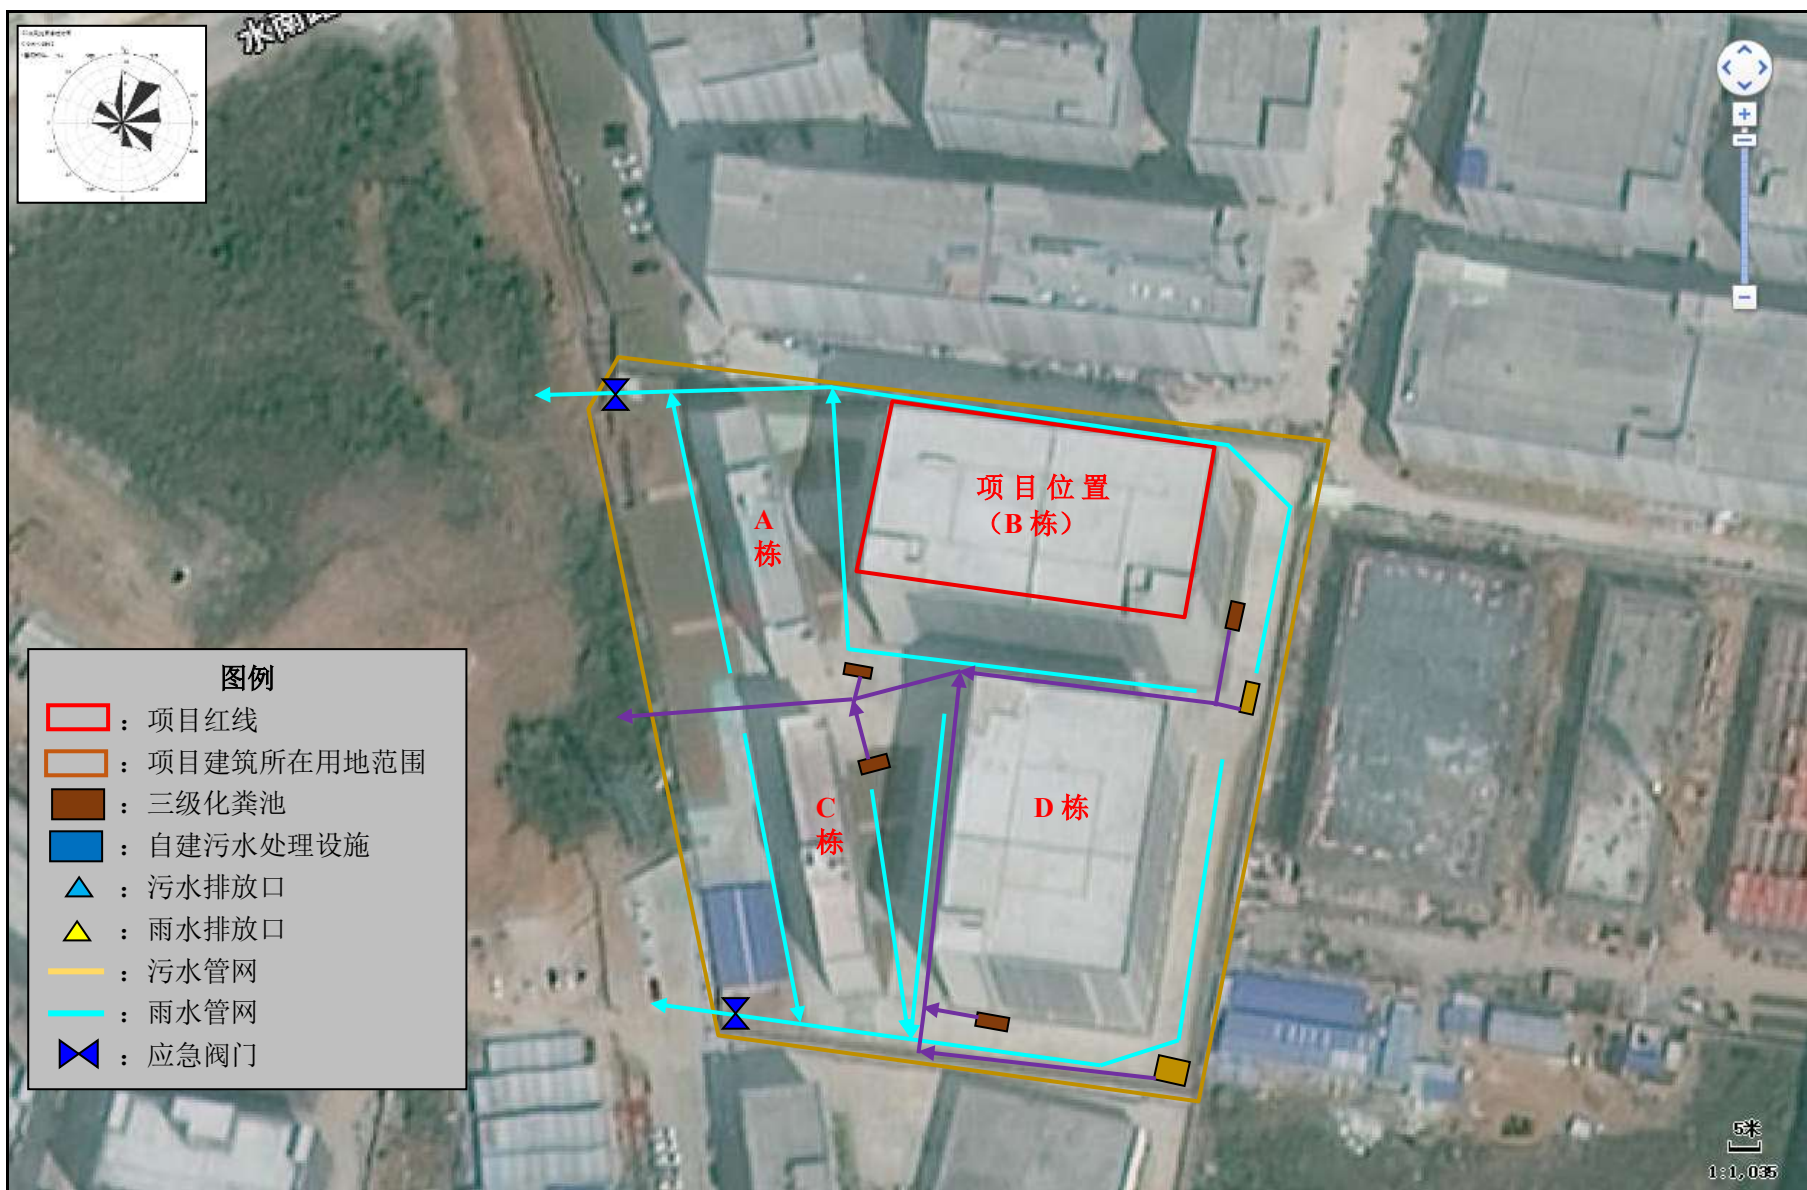 水南
项目位置
（B 栋）
A
栋
C
栋
D 栋
图例
：项目红线
：项目建筑所在用地范围
：三级化粪池
：自建污水处理设施
：污水排放口
：雨水排放口
：污水管网
：雨水管网
：应急阀门
5米
1:1,035